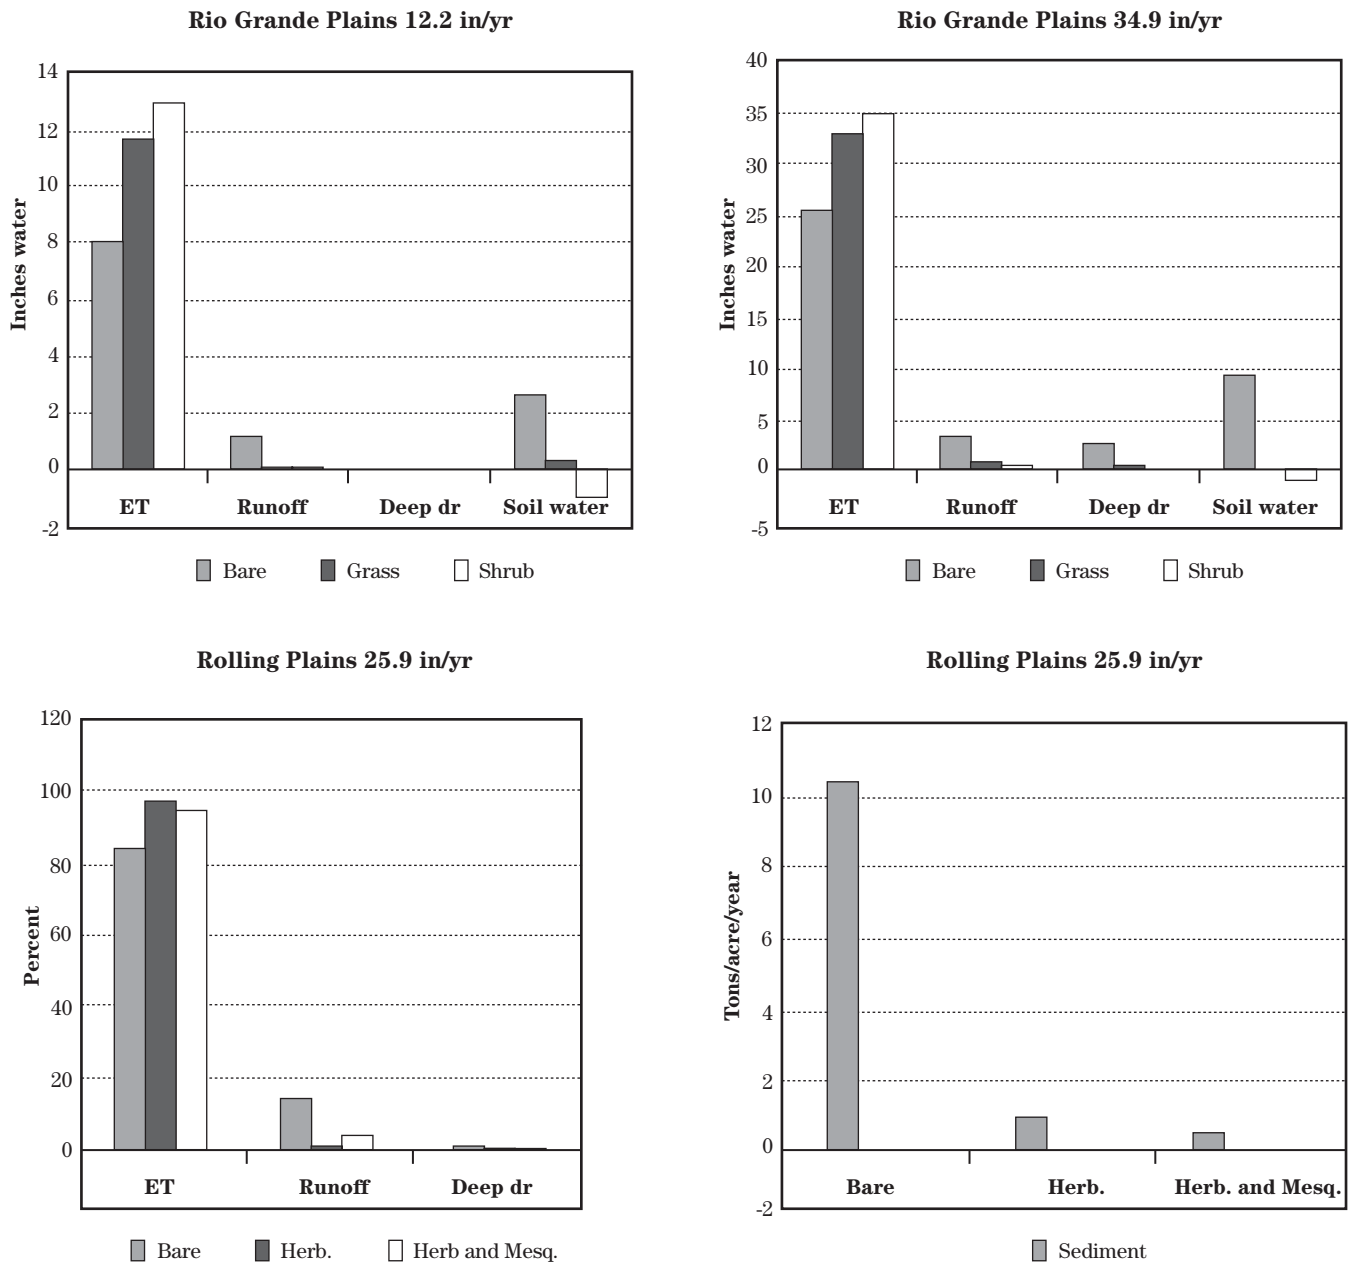 Rio Grande Plains 12.2 in/yr
14
12
10
8
6
4
2
0
-2
Inches water
ET Runoff Deep dr Soil water
Bare Grass Shrub
Rio Grande Plains 34.9 in/yr
40
35
30
25
20
15
10
5
0
-5
Inches water
ET Runoff Deep dr Soil water
Bare Grass Shrub
Rolling Plains 25.9 in/yr
120
100
80
60
40
20
0
Percent
ET Runoff Deep dr
Bare Herb. Herb and Mesq.
Rolling Plains 25.9 in/yr
12
10
8
6
4
2
0
-2
Tons/acre/year
Bare Herb. Herb. and Mesq.
Sediment